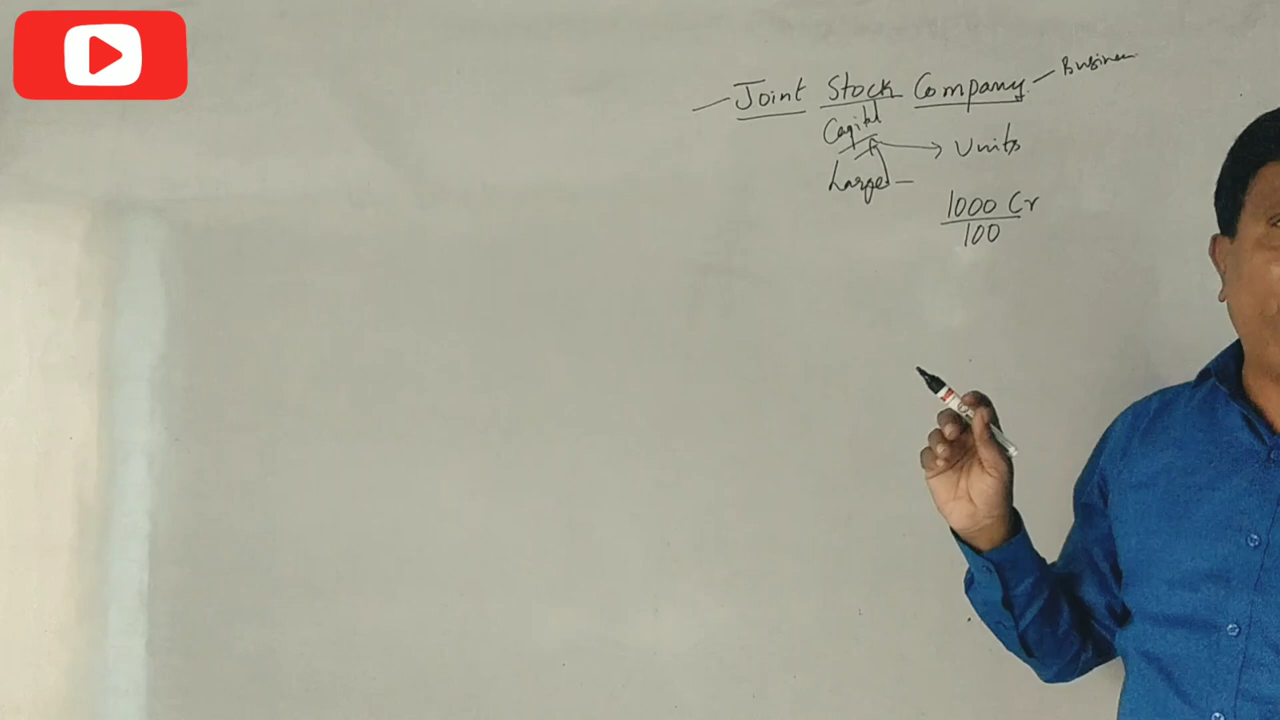 Joint Stock Company - Business
Capital → Units
Large -
1000 Cr
100